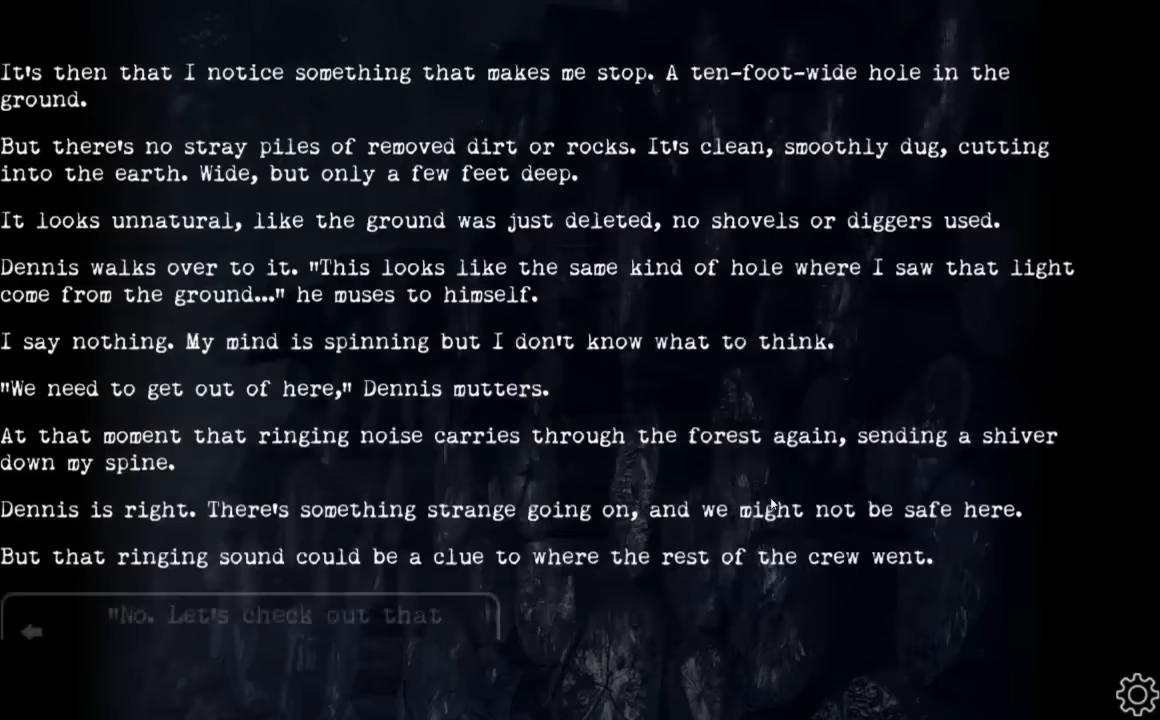 It's then that I notice something that makes me stop. A ten-foot-wide hole in the
ground.
But there's no stray piles of removed dirt or rocks. It's clean, smoothly dug, cutting
into the earth. Wide, but only a few feet deep.
It looks unnatural, like the ground was just deleted, no shovels or diggers used.
Dennis walks over to it. "This looks like the same kind of hole where I saw that light
come from the ground..." he muses to himself.
I say nothing. My mind is spinning but I don't know what to think.
"We need to get out of here," Dennis mutters.
At that moment that ringing noise carries through the forest again, sending a shiver
down my spine.
Dennis is right. There's something strange going on, and we might not be safe here.
But that ringing sound could be a clue to where the rest of the crew went.
"No. Let's check out that